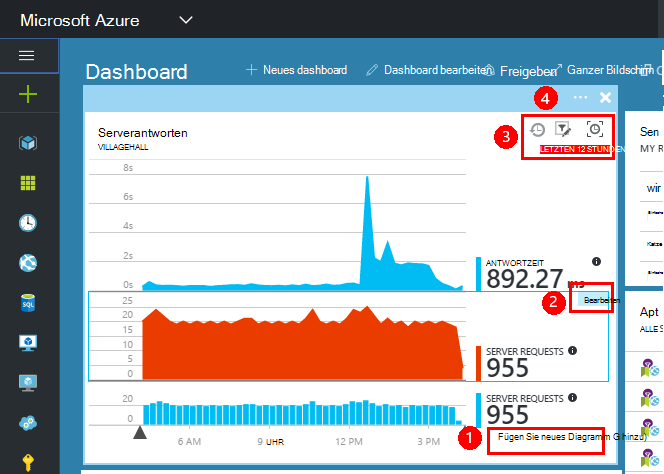 Microsoft Azure
Dashboard
Neues dashboard
Dashboard bearbeiten
Freigeben
Ganzer Bildschirm
4
3
Serverantworten
VILLAGEHALL
LETZTEN 12 STUNDEN
8s
6s
4s
2s
0s
ANTWORTZEIT
892.27 ms
2
Bearbeiten
25
20
15
10
5
0
SERVER REQUESTS
955
20
0
SERVER REQUESTS
955
1
Fügen Sie neues Diagramm G hinzu)
6 AM
9 UHR
12 PM
3 PM
Sen
MY R
wir
Katze
Apt
ALLE S
SQL